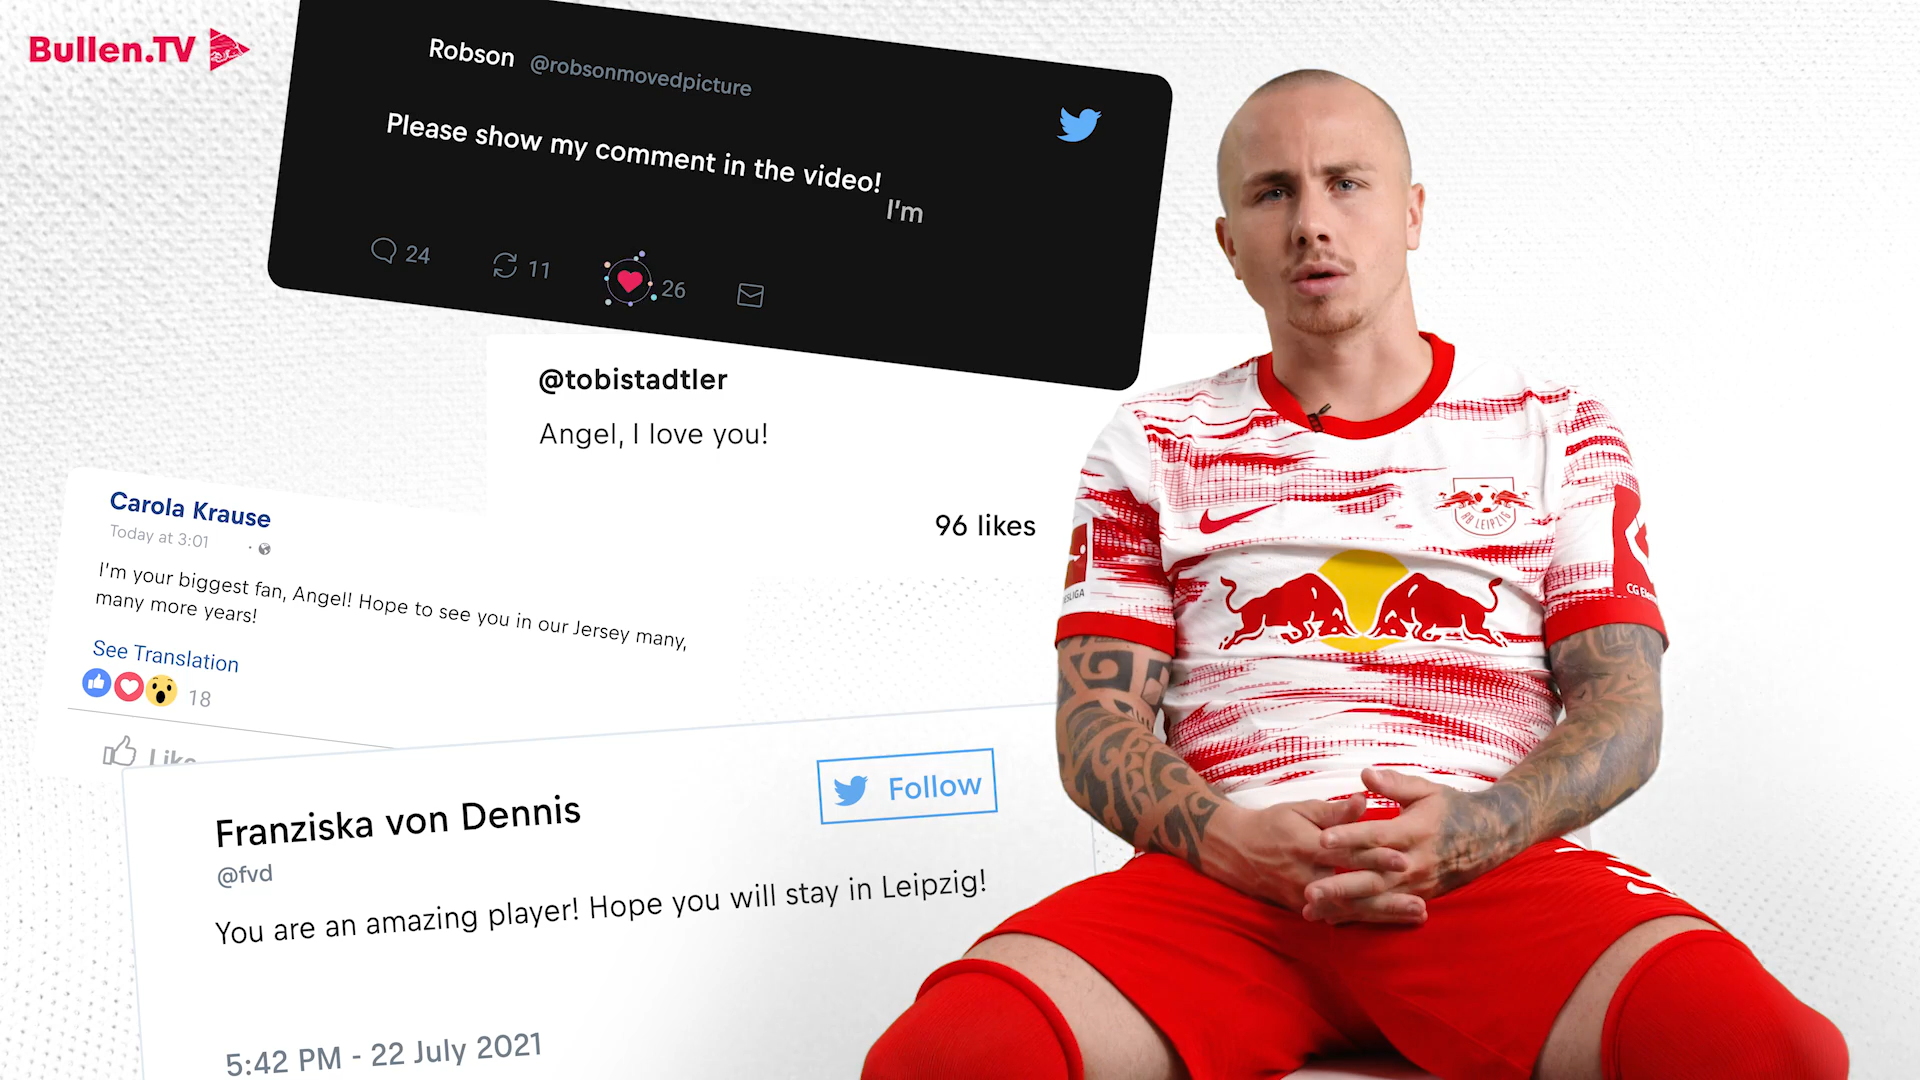 Bullen.TV
Robson @robsonmovedpicture
Please show my comment in the video!
I'm
24 11 26
@tobistadtler
Angel, I love you!
96 likes
Carola Krause
Today at 3:01
I'm your biggest fan, Angel! Hope to see you in our Jersey many,
many more years!
See Translation
18
Like
Franziska von Dennis
Follow
@fvd
You are an amazing player! Hope you will stay in Leipzig!
5:42 PM - 22 July 2021
RB LEIPZIG